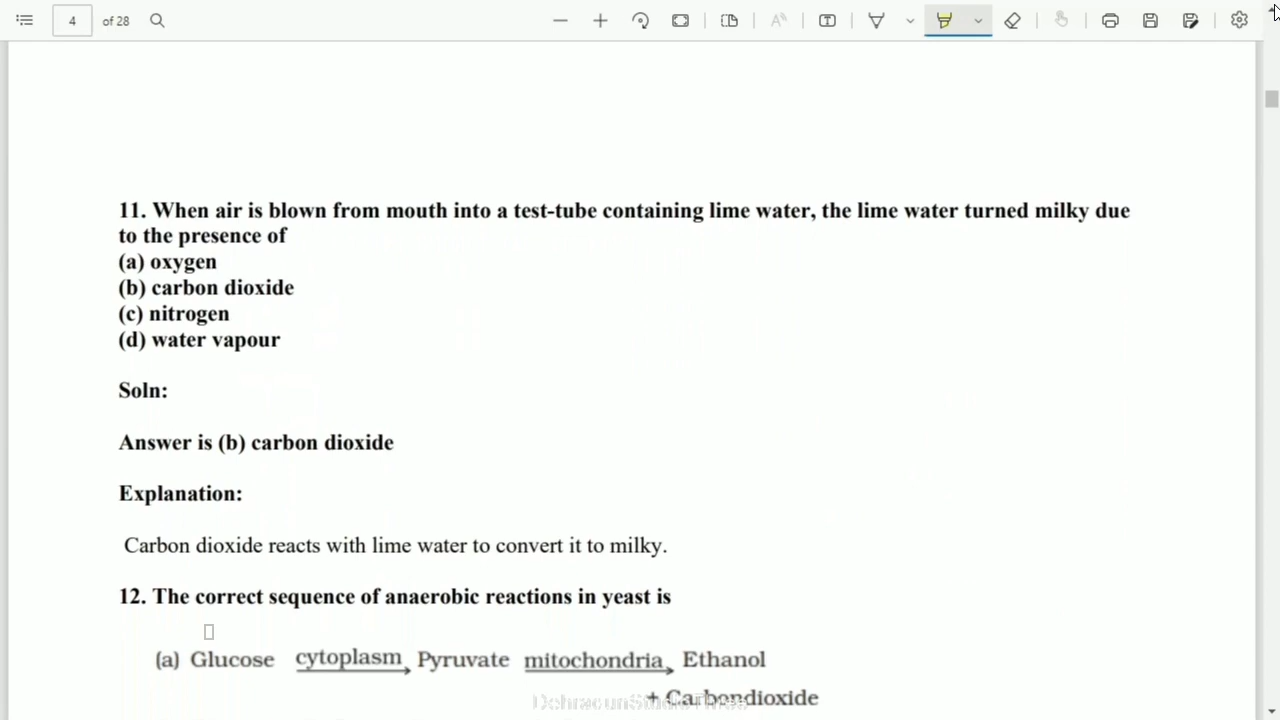 4 of 28
11. When air is blown from mouth into a test-tube containing lime water, the lime water turned milky due
to the presence of
(a) oxygen
(b) carbon dioxide
(c) nitrogen
(d) water vapour
Soln:
Answer is (b) carbon dioxide
Explanation:
Carbon dioxide reacts with lime water to convert it to milky.
12. The correct sequence of anaerobic reactions in yeast is
(a) Glucose cytoplasm Pyruvate mitochondria Ethanol
+ Carbondioxide